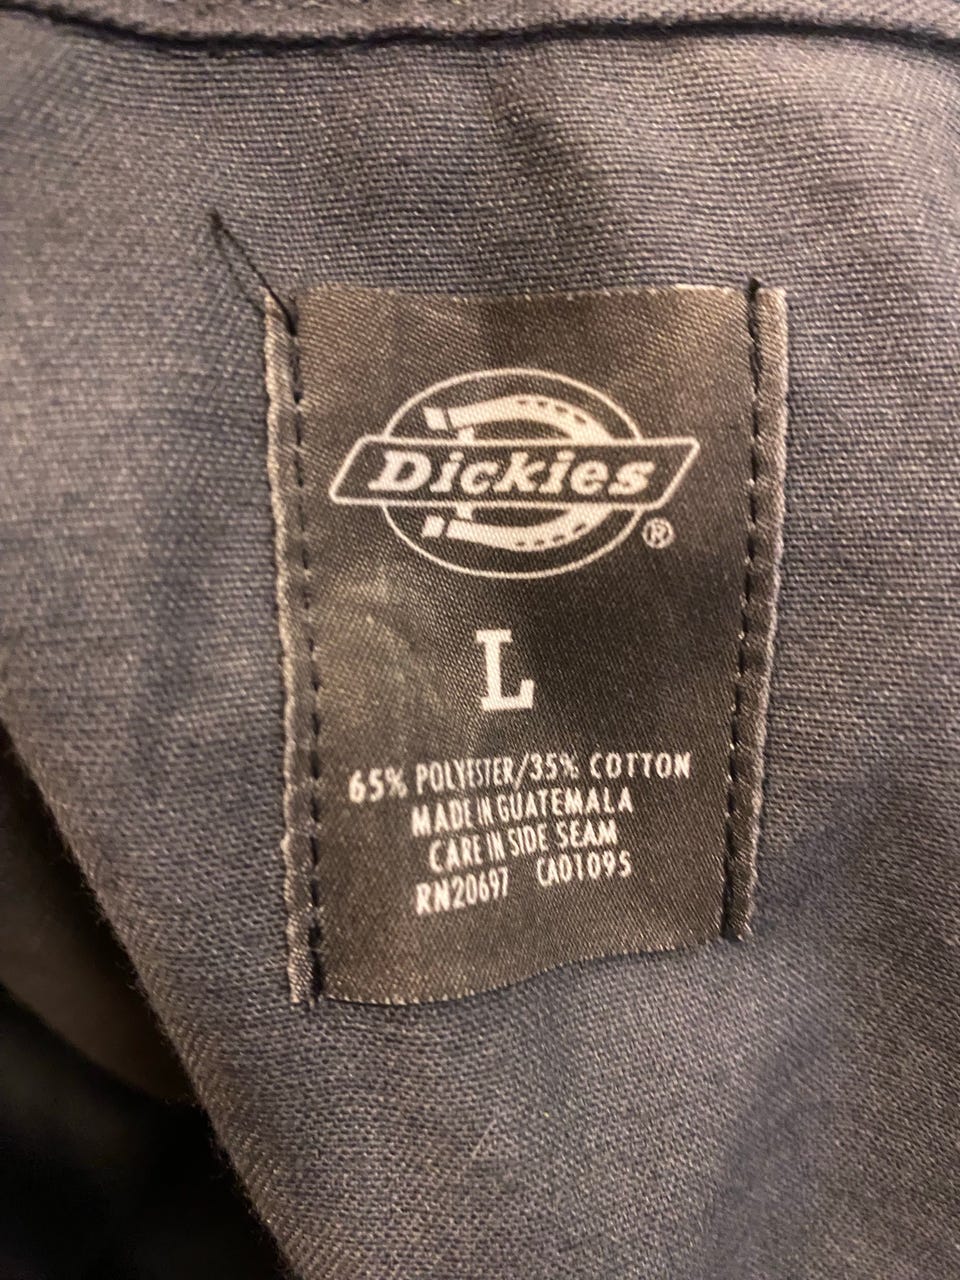 Dickies®
L
65% POLYESTER/35% COTTON
MADE IN GUATEMALA
CARE IN SIDE SEAM
RN20697 CA01095